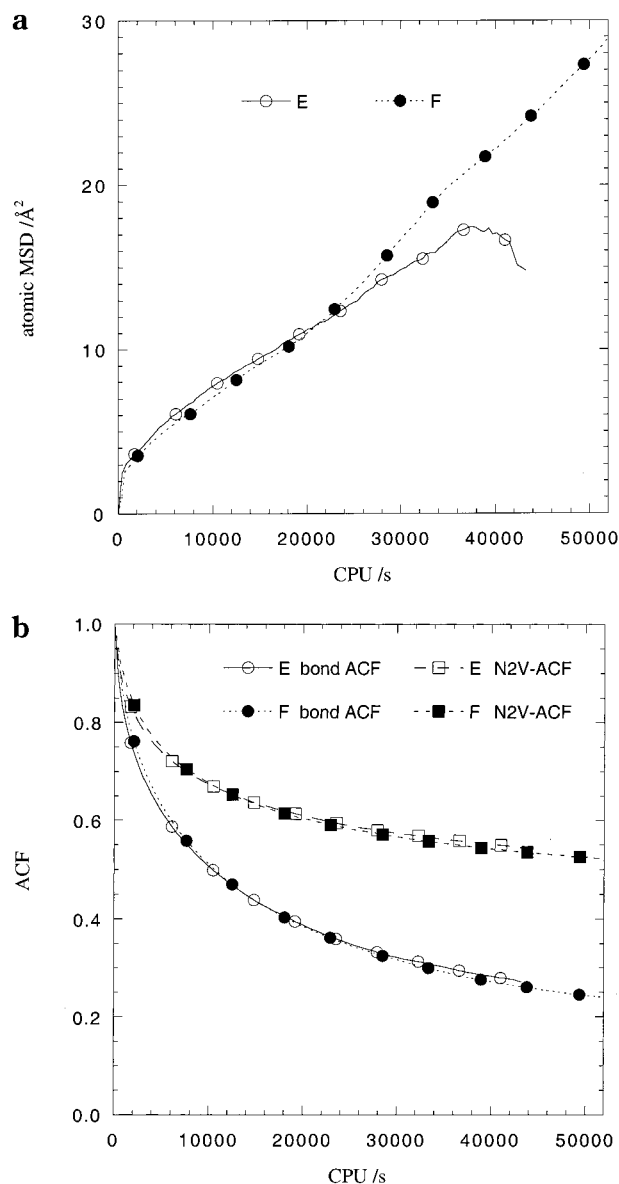 a
30
20
10
0
E F
atomic MSD /Å²
0 10000 20000 30000 40000 50000
CPU /s
b
1.0
0.8
0.6
0.4
0.2
0.0
E bond ACF E N2V-ACF
F bond ACF F N2V-ACF
ACF
0 10000 20000 30000 40000 50000
CPU /s